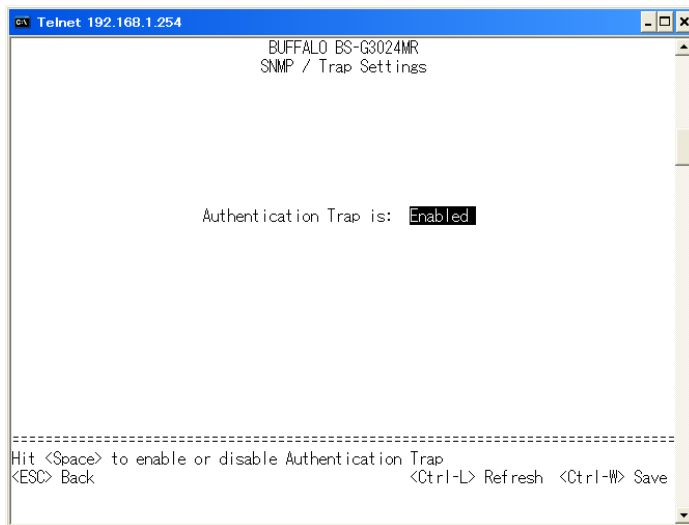 Telnet 192.168.1.254
BUFFALO BS-G3024MR
SNMP / Trap Settings
Authentication Trap is: Enabled
================================================================================
Hit <Space> to enable or disable Authentication Trap
<ESC> Back <Ctrl-L> Refresh <Ctrl-W> Save